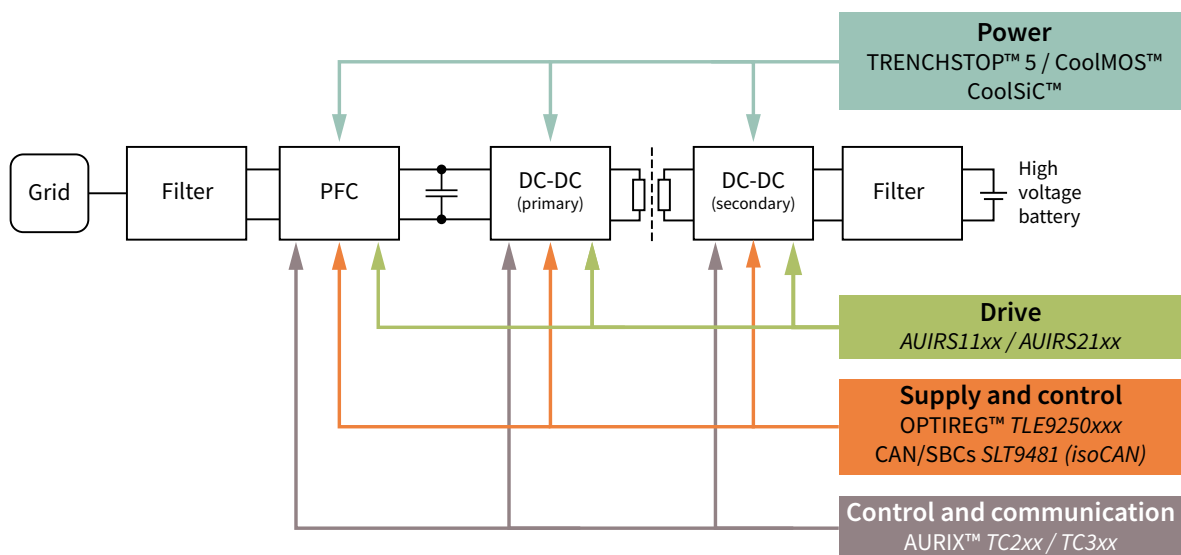 Power
TRENCHSTOP™ 5 / CoolMOS™
CoolSiC™
Grid
Filter
PFC
DC-DC
(primary)
DC-DC
(secondary)
Filter
High
voltage
battery
Drive
AUIRS11xx / AUIRS21xx
Supply and control
OPTIREG™ TLE9250xxx
CAN/SBCs SLT9481 (isoCAN)
Control and communication
AURIX™ TC2xx / TC3xx